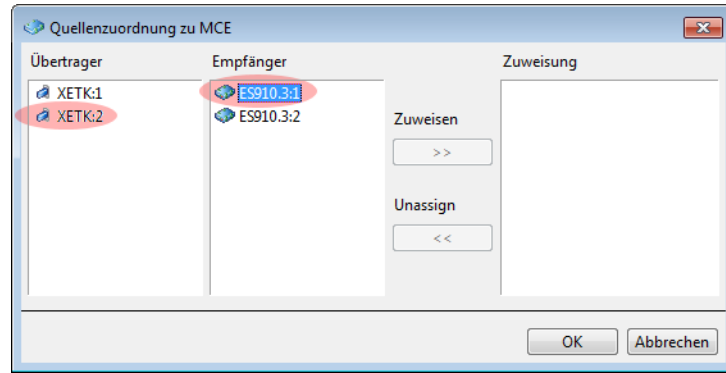 Quellenzuordnung zu MCE
Übertrager
Empfänger
Zuweisung
XETK:1
XETK:2
ES910.3:1
ES910.3:2
Zuweisen
>>
Unassign
<<
OK
Abbrechen